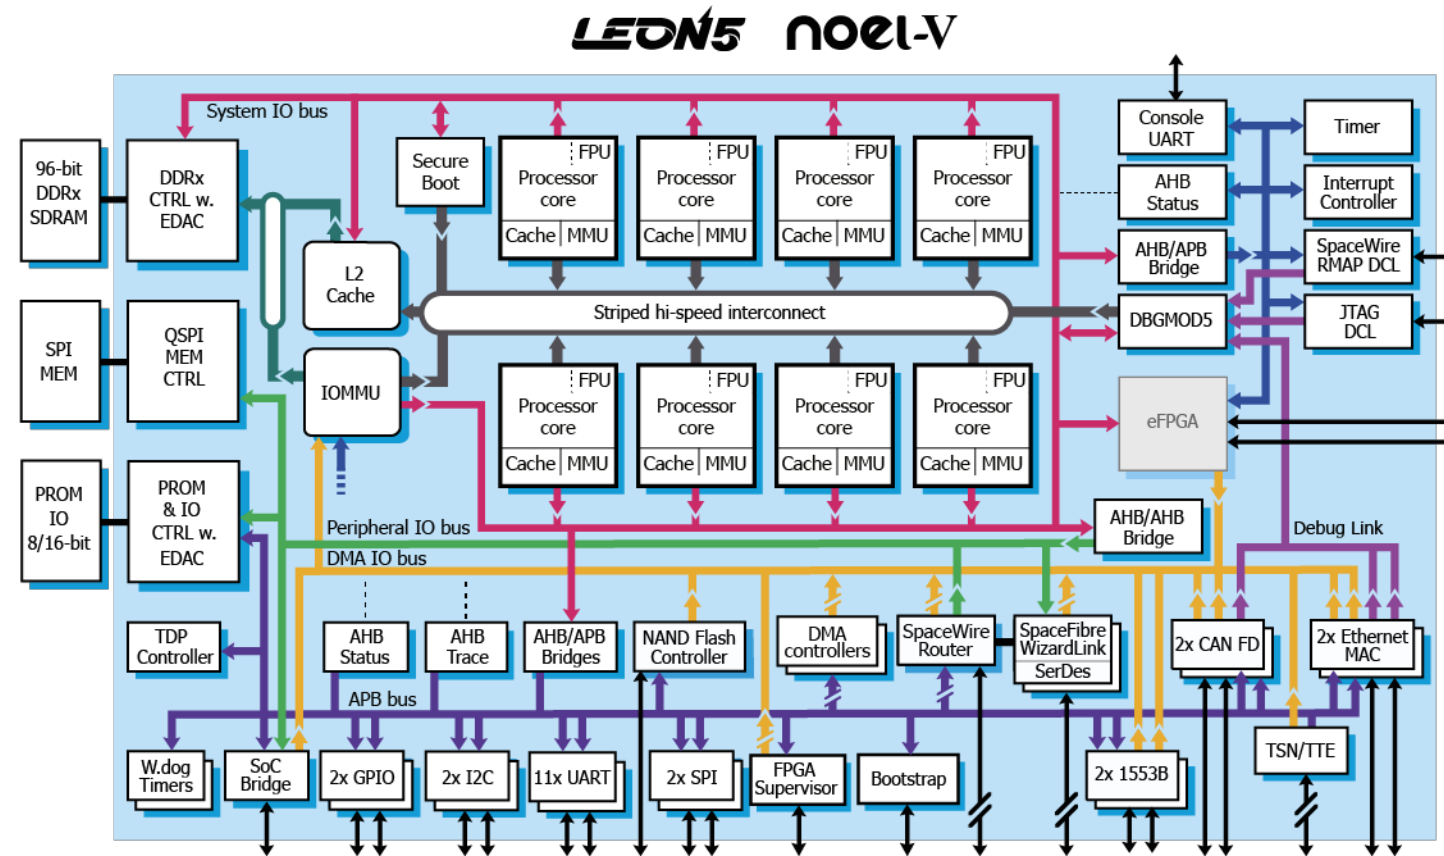 LEON5 noel-V
System IO bus
96-bit
DDRx
SDRAM
DDRx
CTRL w.
EDAC
Secure
Boot
FPU
Processor
core
Cache MMU
FPU
Processor
core
Cache MMU
FPU
Processor
core
Cache MMU
FPU
Processor
core
Cache MMU
Console
UART
Timer
AHB
Status
Interrupt
Controller
AHB/APB
Bridge
SpaceWire
RMAP DCL
L2
Cache
Striped hi-speed interconnect
DBGMOD5
JTAG
DCL
SPI
MEM
QSPI
MEM
CTRL
IOMMU
FPU
Processor
core
Cache MMU
FPU
Processor
core
Cache MMU
FPU
Processor
core
Cache MMU
FPU
Processor
core
Cache MMU
eFPGA
PROM
IO
8/16-bit
PROM
& IO
CTRL w.
EDAC
Peripheral IO bus
AHB/AHB
Bridge
Debug Link
DMA IO bus
TDP
Controller
AHB
Status
AHB
Trace
AHB/APB
Bridges
NAND Flash
Controller
DMA
controllers
SpaceWire
Router
SpaceFibre
WizardLink
SerDes
2x CAN FD
2x Ethernet
MAC
APB bus
W.dog
Timers
SoC
Bridge
2x GPIO
2x I2C
11x UART
2x SPI
FPGA
Supervisor
Bootstrap
2x 1553B
TSN/TTE